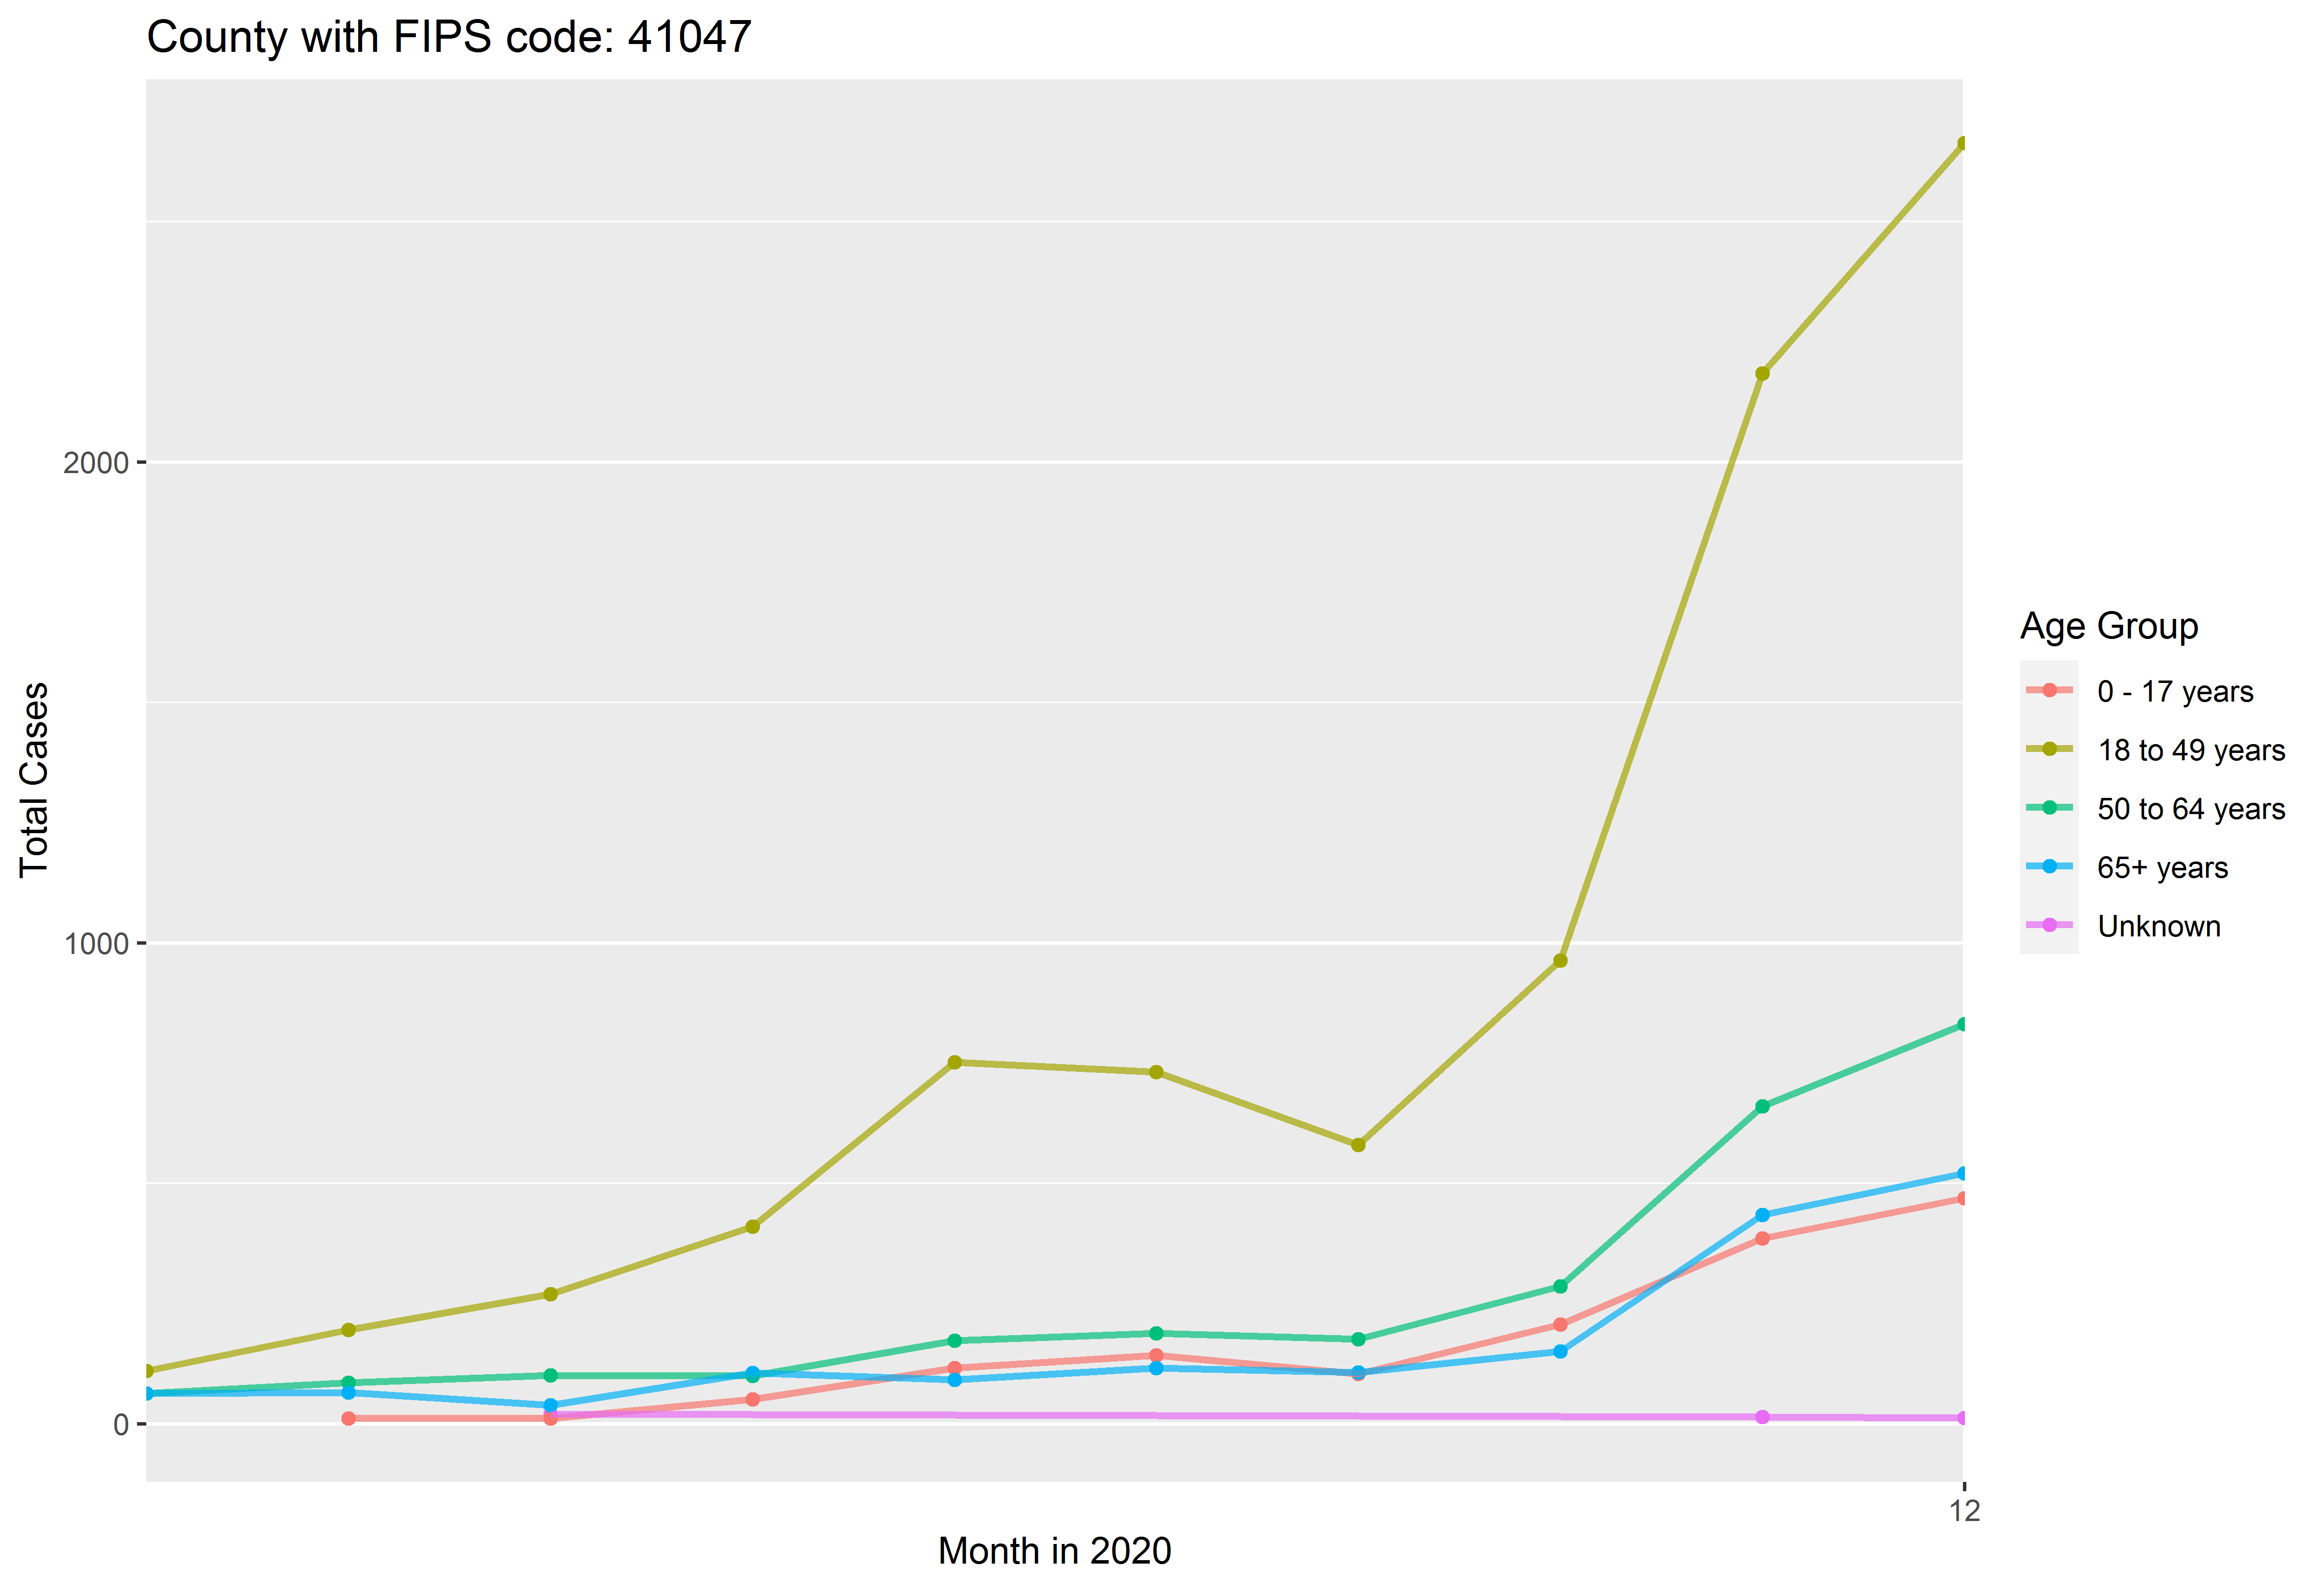 County with FIPS code: 41047
Total Cases
2000
1000
0
12
Month in 2020
Age Group
0 - 17 years
18 to 49 years
50 to 64 years
65+ years
Unknown